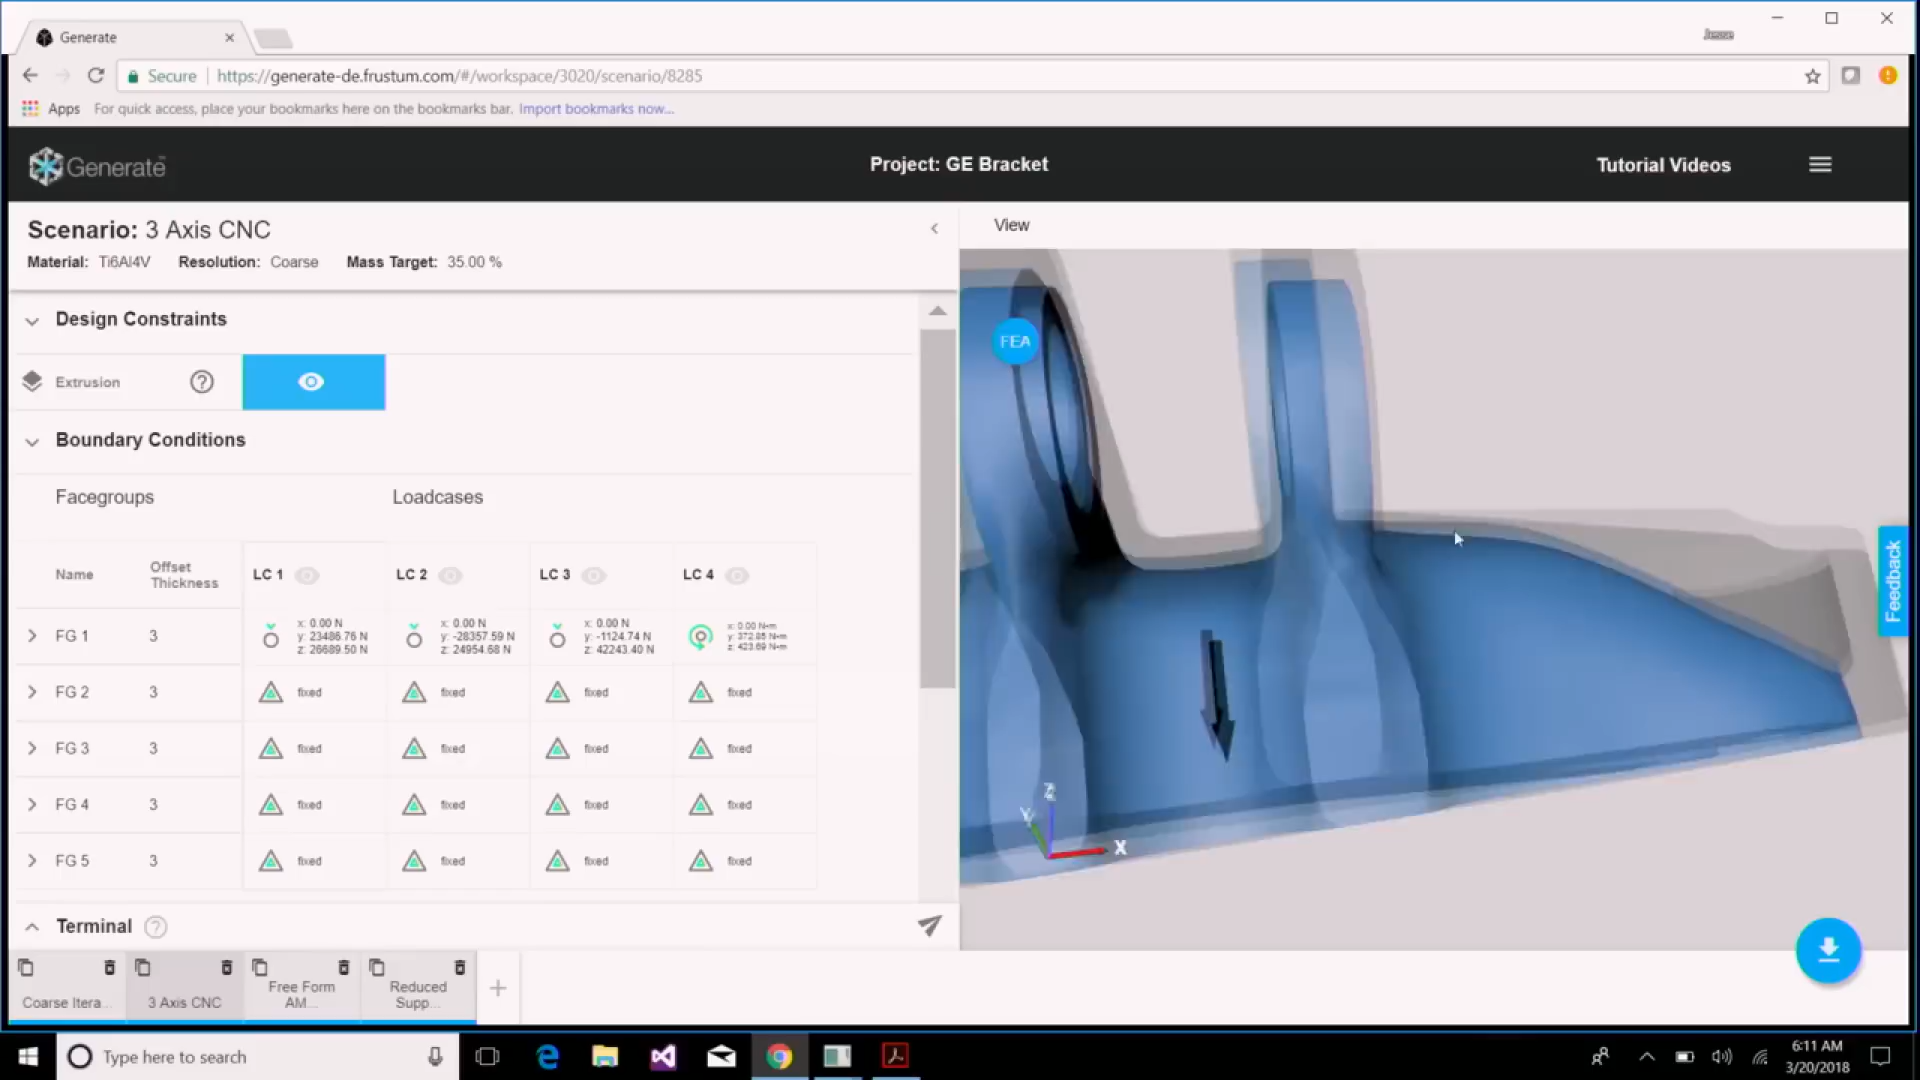 Generate
Secure
https://generate-de.frustum.com/#/workspace/3020/scenario/8285
Apps
For quick access, place your bookmarks here on the bookmarks bar. Import bookmarks now...
Generate
Project: GE Bracket
Tutorial Videos
Scenario: 3 Axis CNC
Material: Ti6Al4V Resolution: Coarse Mass Target: 35.00 %
View
Design Constraints
Extrusion
Boundary Conditions
Facegroups
Loadcases
Name
Offset
Thickness
LC 1
LC 2
LC 3
LC 4
FG 1
3
x: 0.00 N
y: 23486.76 N
z: 26689.50 N
x: 0.00 N
y: -28357.59 N
z: 24954.68 N
x: 0.00 N
y: -1124.74 N
z: 42243.40 N
x: 0.00 N-m
y: 372.85 N-m
z: 423.69 N-m
FG 2
3
fixed
fixed
fixed
fixed
FG 3
3
fixed
fixed
fixed
fixed
FG 4
3
fixed
fixed
fixed
fixed
FG 5
3
fixed
fixed
fixed
fixed
FEA
Z
Y
X
Feedback
Terminal
Coarse Itera...
3 Axis CNC
Free Form
AM...
Reduced
Supp...
Type here to search
6:11 AM
3/20/2018